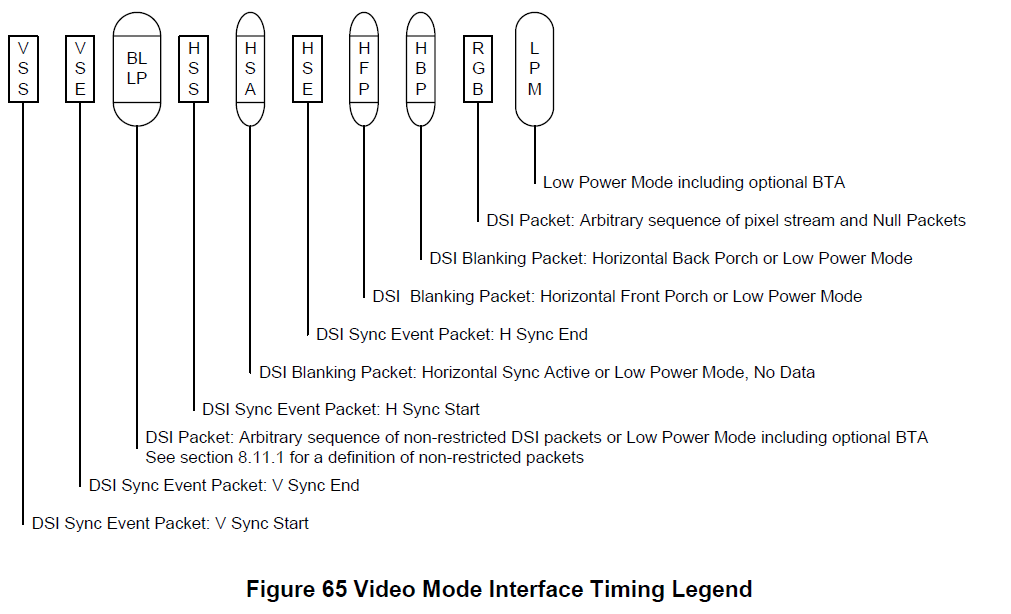 VSS
VSE
BL
LP
HSS
HSA
HSE
HFP
HBP
RGB
LPM
Low Power Mode including optional BTA
DSI Packet: Arbitrary sequence of pixel stream and Null Packets
DSI Blanking Packet: Horizontal Back Porch or Low Power Mode
DSI Blanking Packet: Horizontal Front Porch or Low Power Mode
DSI Sync Event Packet: H Sync End
DSI Blanking Packet: Horizontal Sync Active or Low Power Mode, No Data
DSI Sync Event Packet: H Sync Start
DSI Packet: Arbitrary sequence of non-restricted DSI packets or Low Power Mode including optional BTA
See section 8.11.1 for a definition of non-restricted packets
DSI Sync Event Packet: V Sync End
DSI Sync Event Packet: V Sync Start
Figure 65 Video Mode Interface Timing Legend